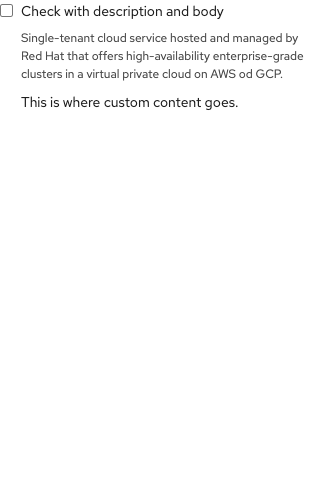 Check with description and body
Single-tenant cloud service hosted and managed by
Red Hat that offers high-availability enterprise-grade
clusters in a virtual private cloud on AWS od GCP.
This is where custom content goes.